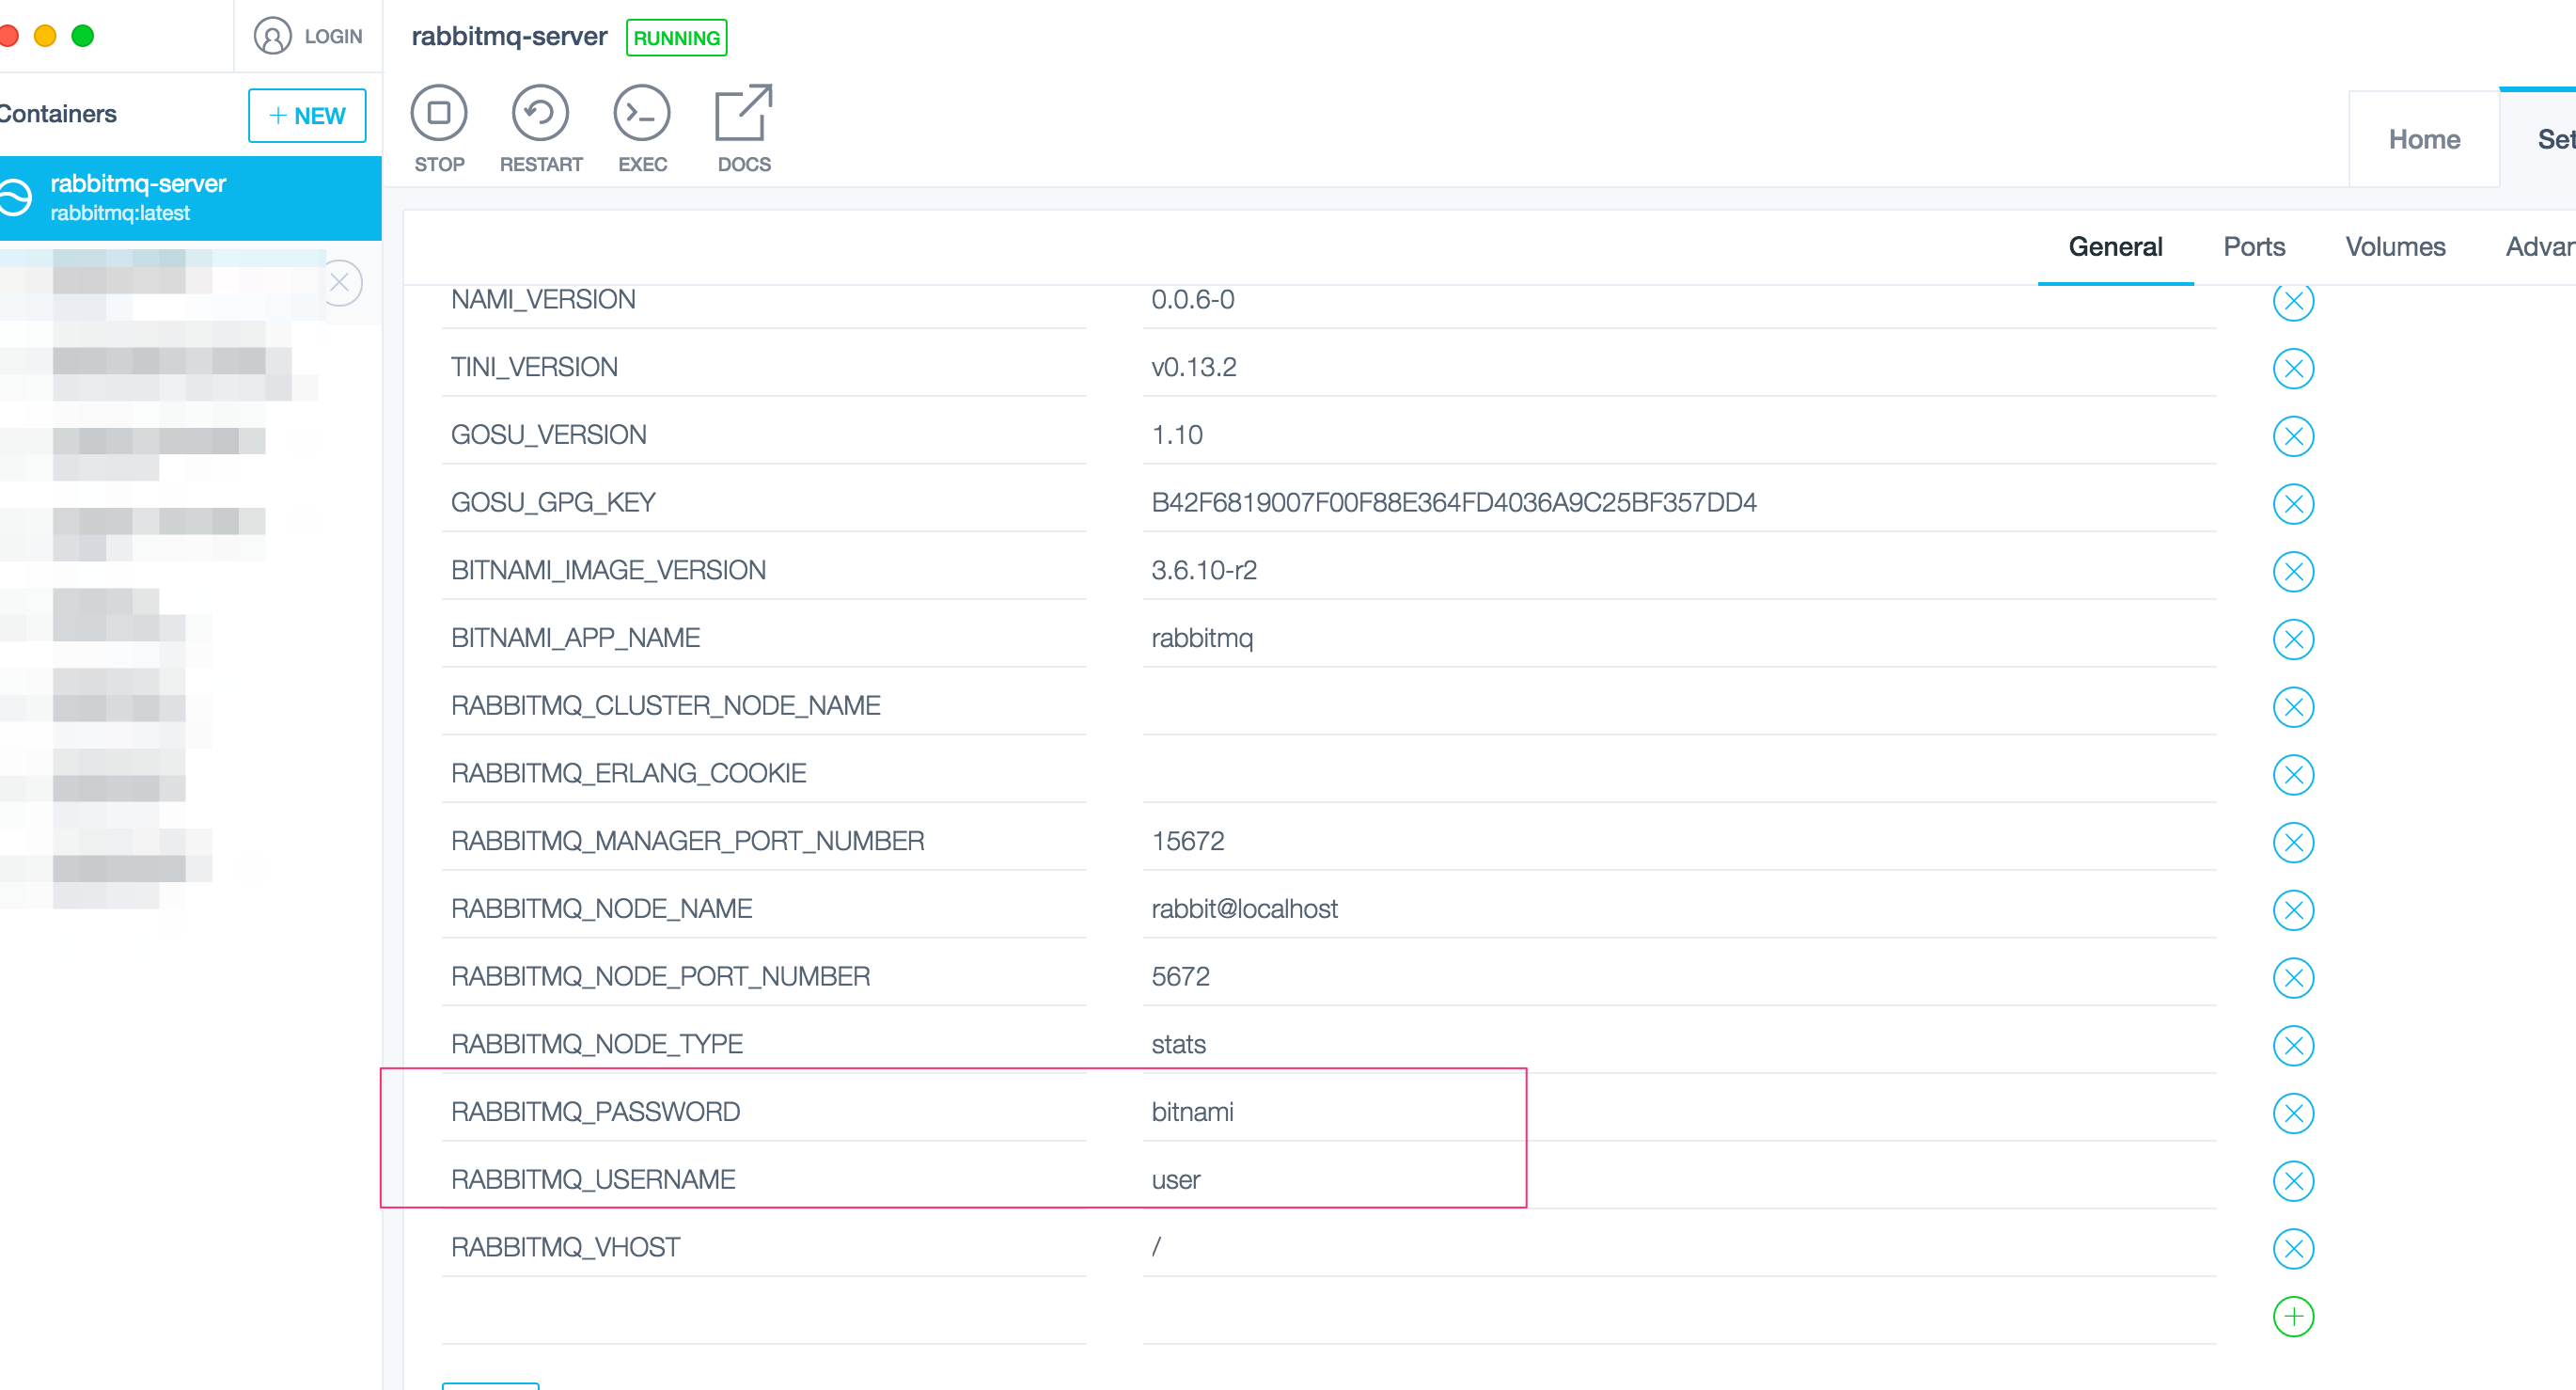 LOGIN
rabbitmq-server RUNNING
Containers
+ NEW
STOP RESTART EXEC DOCS
Home
rabbitmq-server
rabbitmq:latest
General Ports Volumes
NAMI_VERSION 0.0.6-0
TINI_VERSION v0.13.2
GOSU_VERSION 1.10
GOSU_GPG_KEY B42F6819007F00F88E364FD4036A9C25BF357DD4
BITNAMI_IMAGE_VERSION 3.6.10-r2
BITNAMI_APP_NAME rabbitmq
RABBITMQ_CLUSTER_NODE_NAME
RABBITMQ_ERLANG_COOKIE
RABBITMQ_MANAGER_PORT_NUMBER 15672
RABBITMQ_NODE_NAME rabbit@localhost
RABBITMQ_NODE_PORT_NUMBER 5672
RABBITMQ_NODE_TYPE stats
RABBITMQ_PASSWORD bitnami
RABBITMQ_USERNAME user
RABBITMQ_VHOST /